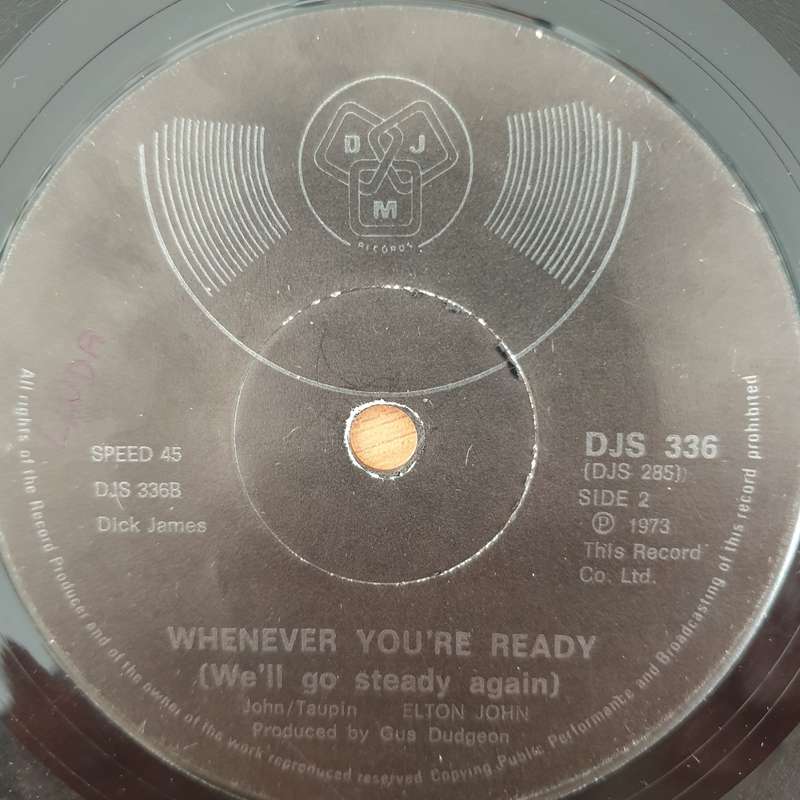 D J
M
RECORDS
SPEED 45
DJS 336B
Dick James
DJS 336
(DJS 285)
SIDE 2
Ⓟ 1973
This Record
Co. Ltd.
WHENEVER YOU'RE READY
(We'll go steady again)
John/Taupin ELTON JOHN
Produced by Gus Dudgeon
All rights of the Record Producer and of the owner of the work reproduced reserved Copying Public Performance and Broadcasting of this record prohibited